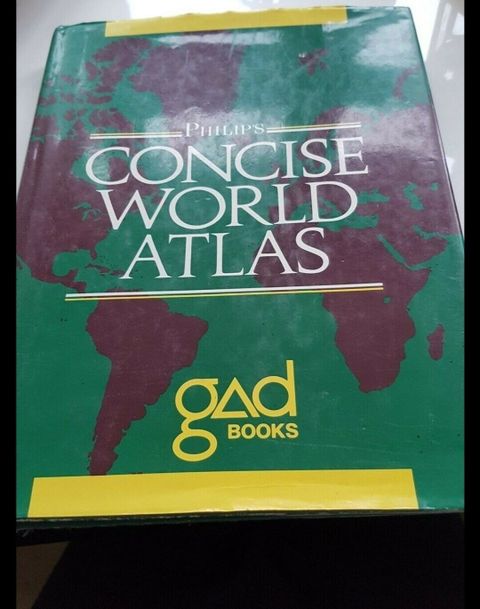 PHILIP'S
CONCISE
WORLD
ATLAS
gad
BOOKS